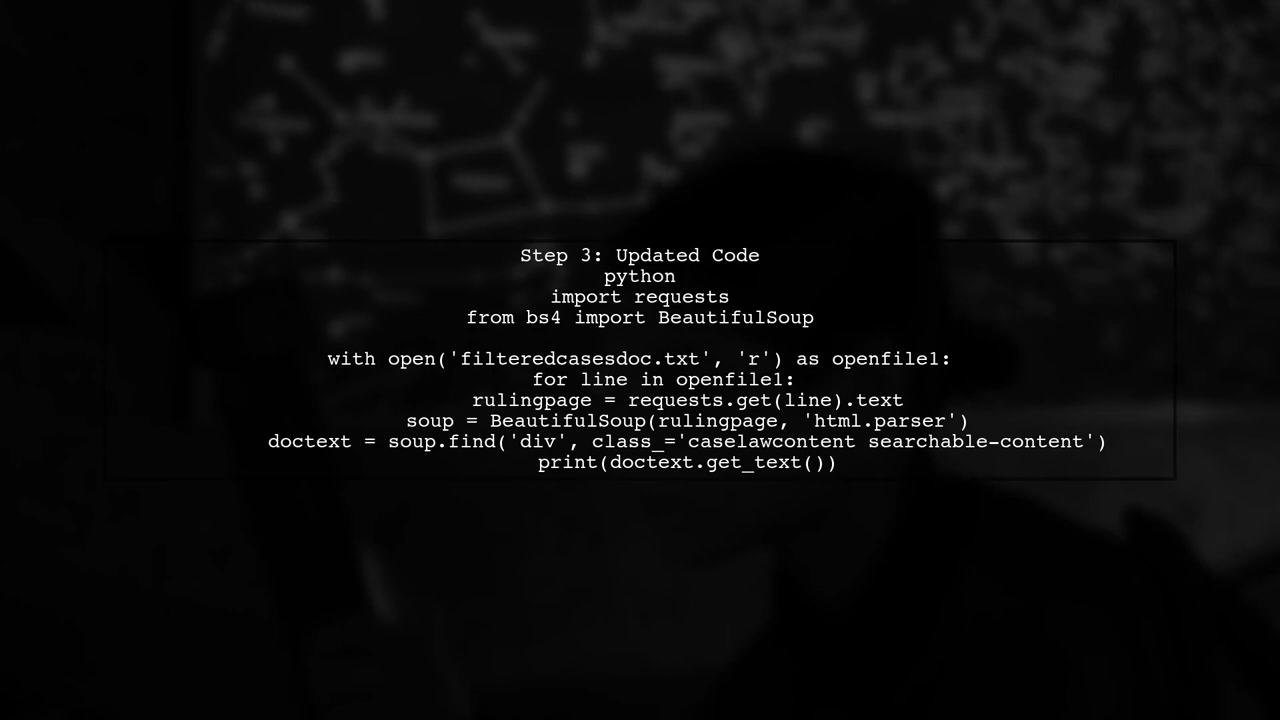 Step 3: Updated Code
python
import requests
from bs4 import BeautifulSoup
with open('filteredcasesdoc.txt', 'r') as openfile1:
for line in openfile1:
rulingpage = requests.get(line).text
soup = BeautifulSoup(rulingpage, 'html.parser')
doctext = soup.find('div', class_='caselawcontent searchable-content')
print(doctext.get_text())